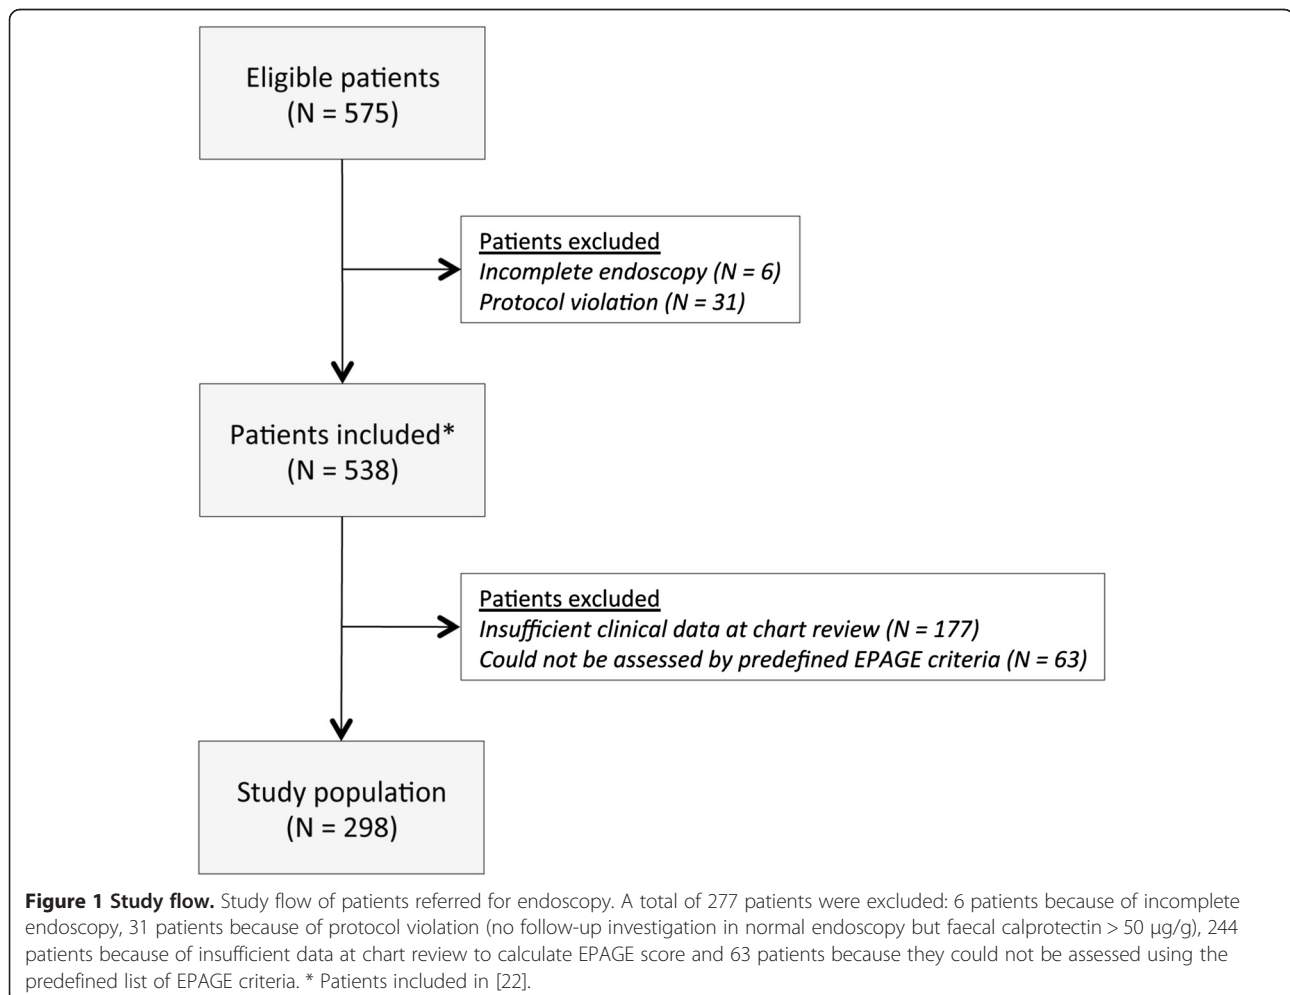 Eligible patients
(N = 575)
Patients excluded
Incomplete endoscopy (N = 6)
Protocol violation (N = 31)
Patients included*
(N = 538)
Patients excluded
Insufficient clinical data at chart review (N = 177)
Could not be assessed by predefined EPAGE criteria (N = 63)
Study population
(N = 298)
Figure 1 Study flow. Study flow of patients referred for endoscopy. A total of 277 patients were excluded: 6 patients because of incomplete
endoscopy, 31 patients because of protocol violation (no follow-up investigation in normal endoscopy but faecal calprotectin > 50 μg/g), 244
patients because of insufficient data at chart review to calculate EPAGE score and 63 patients because they could not be assessed using the
predefined list of EPAGE criteria. * Patients included in [22].